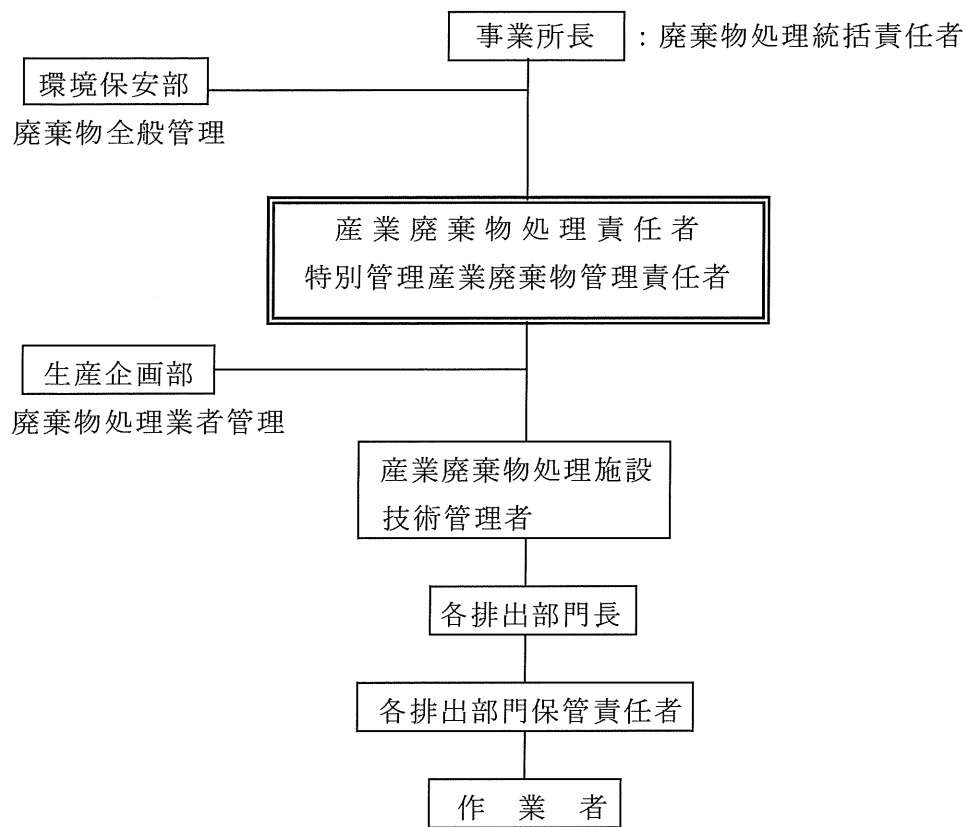 事業所長 : 廃棄物処理統括責任者
環境保安部
廃棄物全般管理
産業廃棄物処理責任者
特別管理産業廃棄物管理責任者
生産企画部
廃棄物処理業者管理
産業廃棄物処理施設
技術管理者
各排出部門長
各排出部門保管責任者
作業者